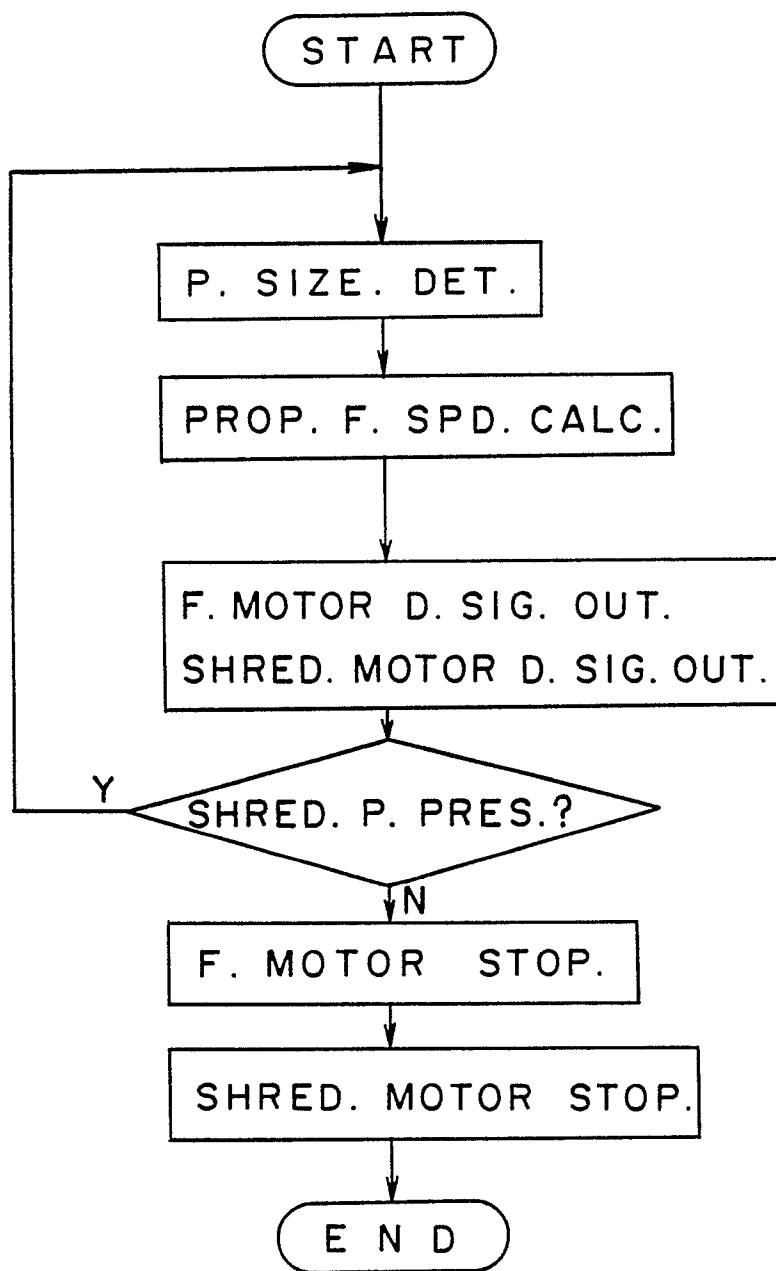 START
P. SIZE. DET.
PROP. F. SPD. CALC.
F. MOTOR D. SIG. OUT.
SHRED. MOTOR D. SIG. OUT.
Y
SHRED. P. PRES.?
N
F. MOTOR STOP.
SHRED. MOTOR STOP.
END